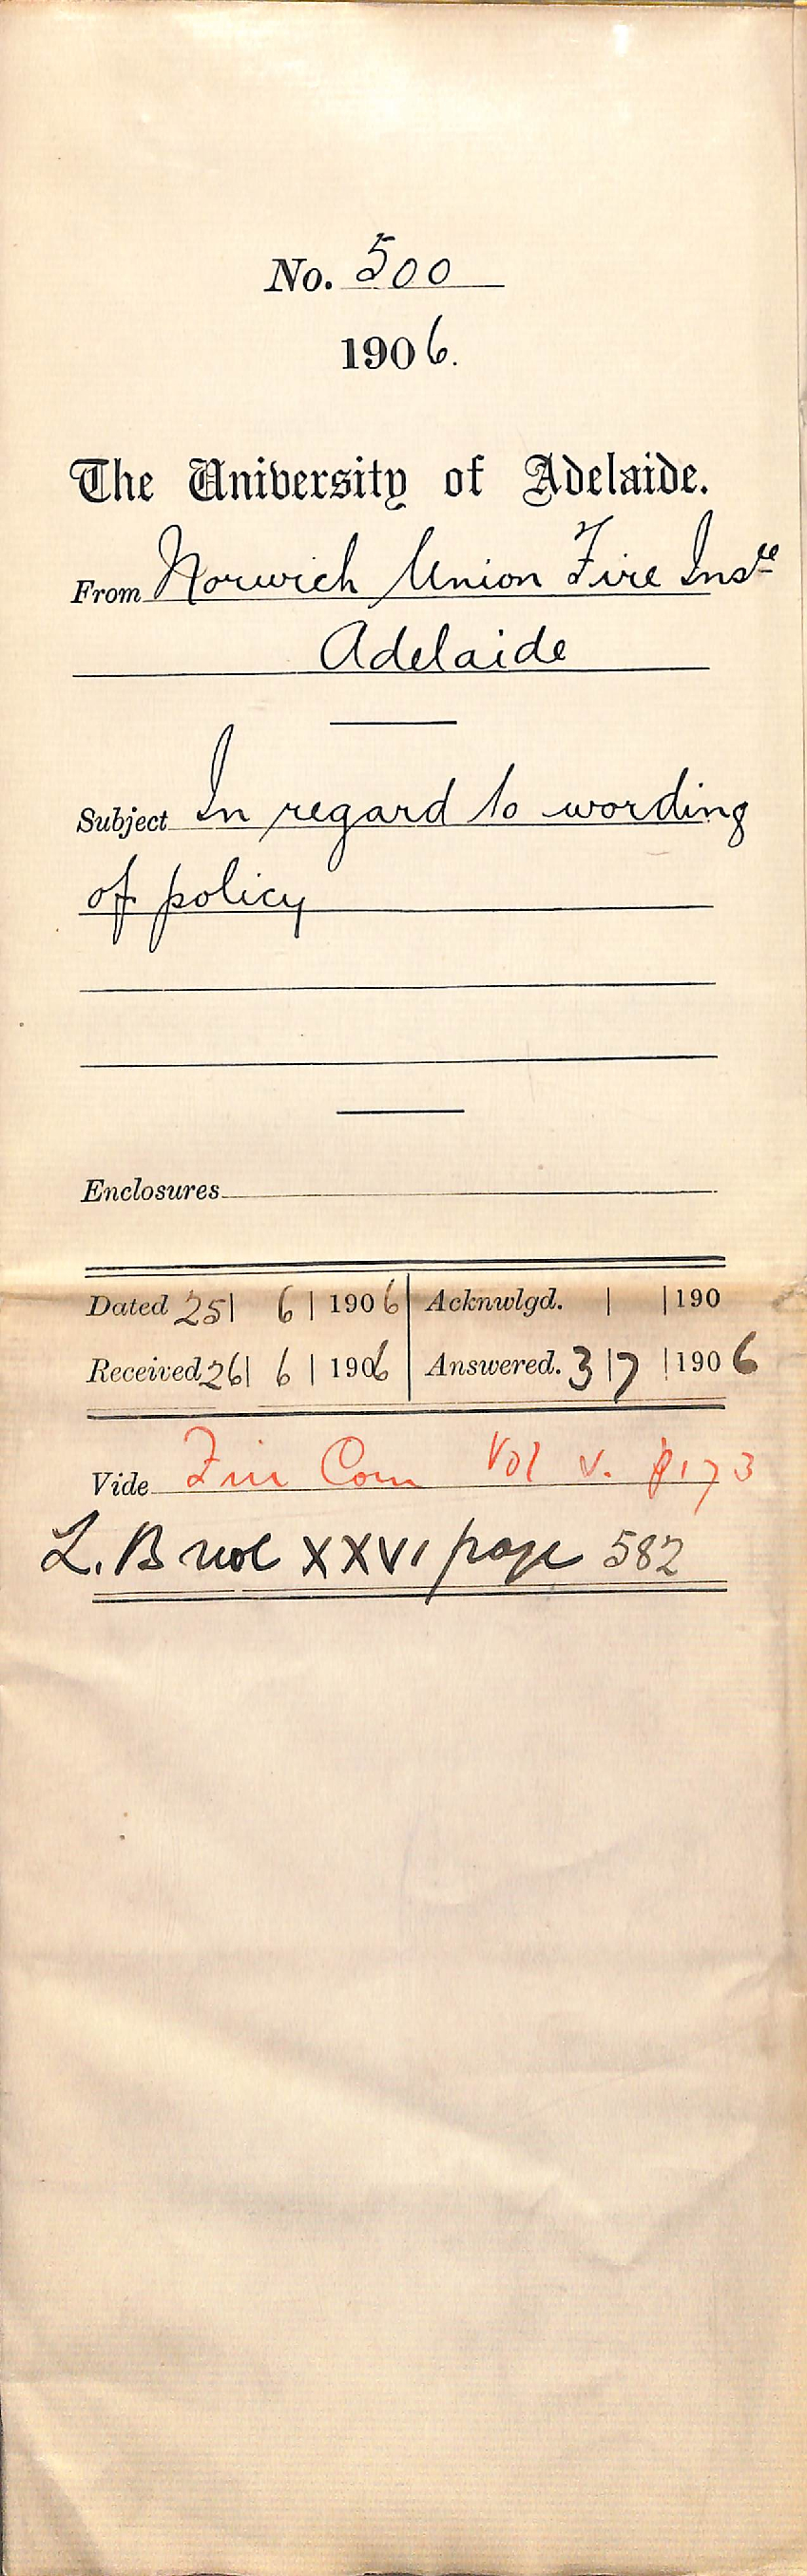 No. 500
1906.
The University of Adelaide.
From Norwich Union Fire Insce
Adelaide
Subject In regard to wording
of policy
Enclosures
Dated 25| 6 | 1906 Acknwlgd. | | 190
Received 26| 6 | 1906 Answered. 3 | 7 | 1906
Vide Fin Com Vol V. p173
L. B vol XXVI page 582